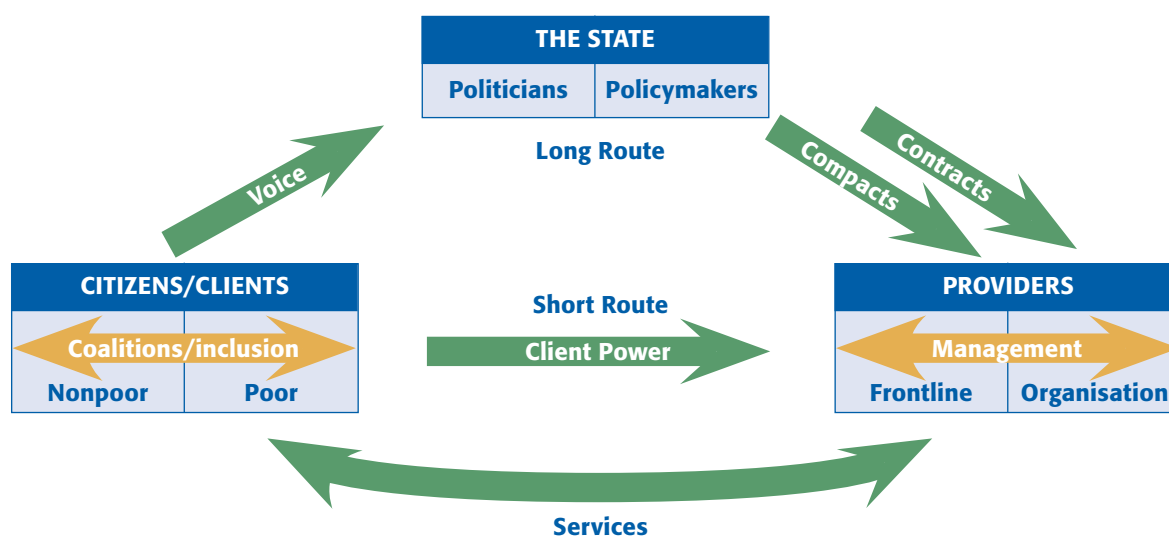 THE STATE
Politicians
Policymakers
Long Route
Voice
Compacts
Contracts
CITIZENS/CLIENTS
Coalitions/inclusion
Nonpoor
Poor
Short Route
Client Power
PROVIDERS
Management
Frontline
Organisation
Services